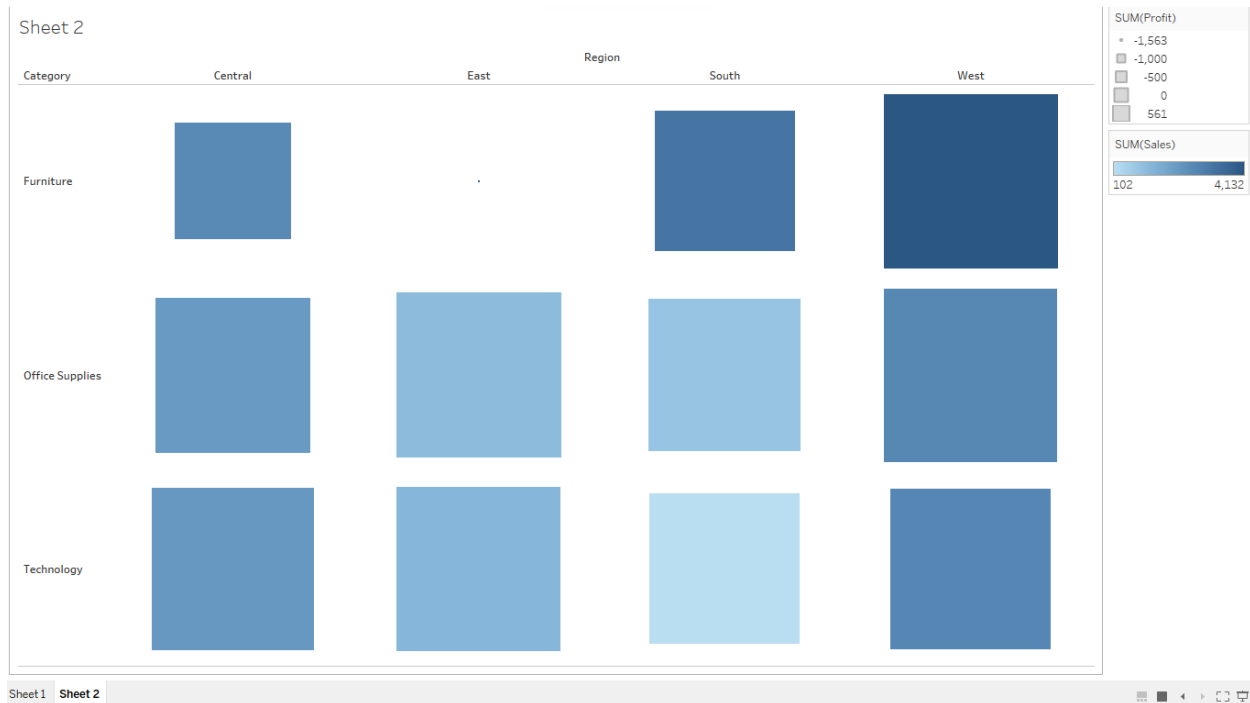 Sheet 2
Region
Category Central East South West
Furniture
Office Supplies
Technology
SUM(Profit)
-1,563
-1,000
-500
0
561
SUM(Sales)
102 4,132
Sheet 1 Sheet 2